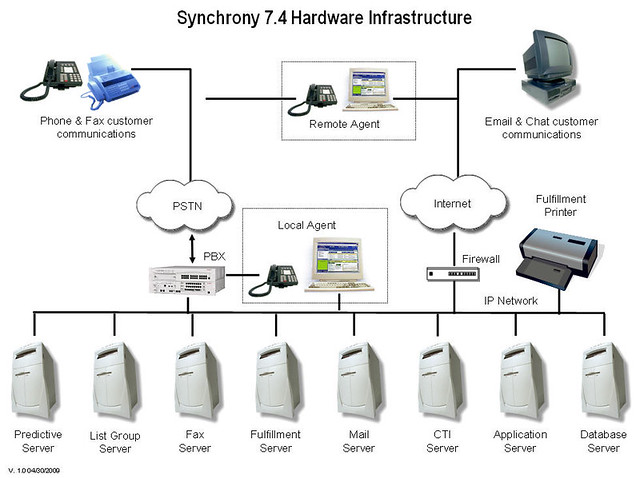 Synchrony 7.4 Hardware Infrastructure
Phone & Fax customer
communications
Remote Agent
Email & Chat customer
communications
PSTN
Internet
Fulfillment
Printer
Local Agent
PBX
Firewall
IP Network
Predictive
Server
List Group
Server
Fax
Server
Fulfillment
Server
Mail
Server
CTI
Server
Application
Server
Database
Server
V. 1.0 04/30/2009